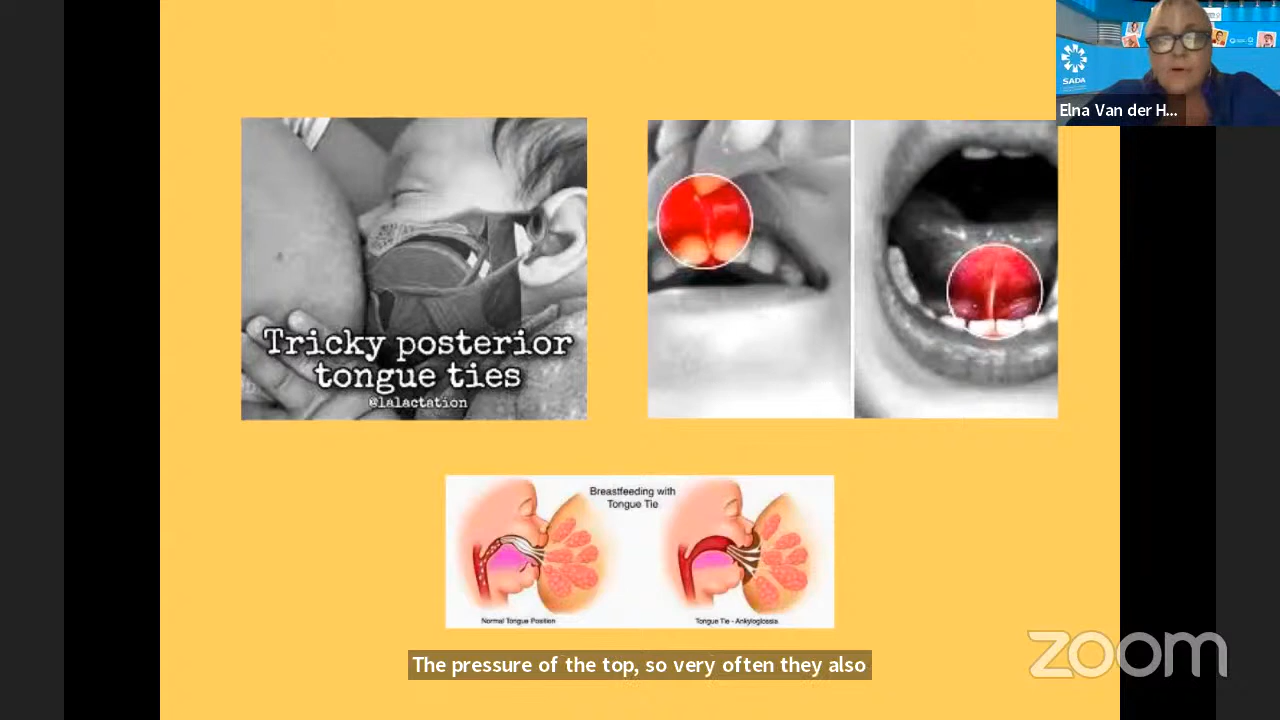 SADA
Elna Van der H...
Tricky posterior
tongue ties
@lalactation
Breastfeeding with
Tongue Tie
Normal Tongue Position
Tongue Tie - Ankyloglossia
The pressure of the top, so very often they also
zoom